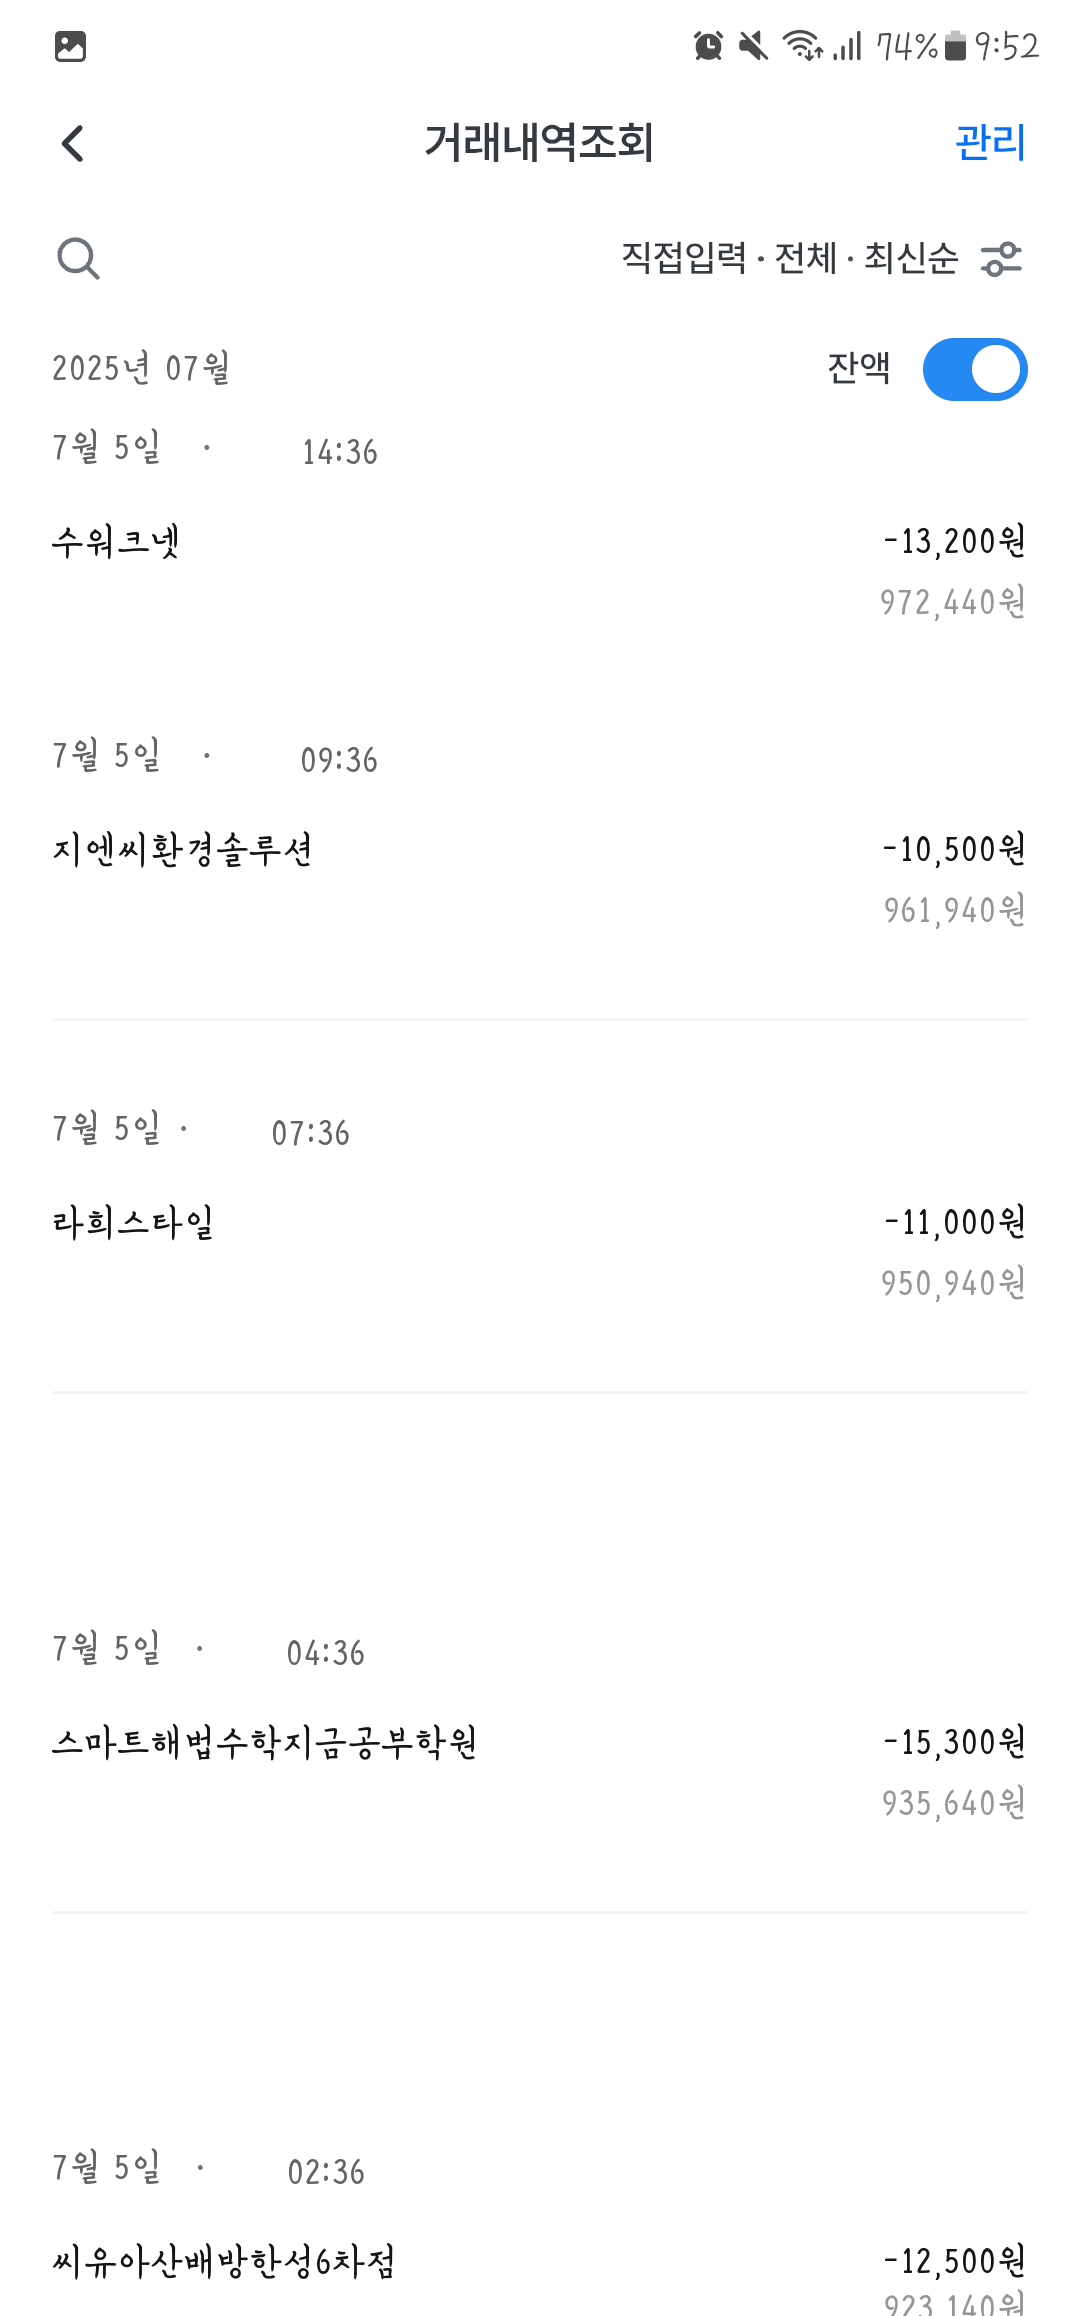 74% 9:52
거래내역조회 관리
직접입력 · 전체 · 최신순
2025년 07월 잔액
7월 5일 · 14:36
수워크넷 -13,200원
972,440원
7월 5일 · 09:36
지엔씨환경솔루션 -10,500원
961,940원
7월 5일 · 07:36
라희스타일 -11,000원
950,940원
7월 5일 · 04:36
스마트해법수학지금공부학원 -15,300원
935,640원
7월 5일 · 02:36
씨유아산배방한성6차점 -12,500원
923,140원